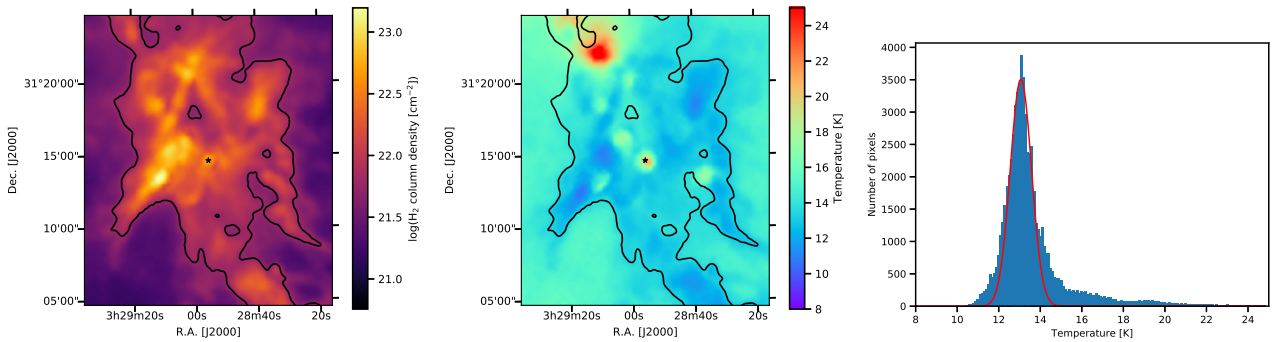 31°20'00"
15'00"
10'00"
05'00"
Dec. [J2000]
3h29m20s
00s
28m40s
20s
R.A. [J2000]
23.0
22.5
22.0
21.5
21.0
log(H₂ column density [cm⁻²])
31°20'00"
15'00"
10'00"
05'00"
Dec. [J2000]
3h29m20s
00s
28m40s
20s
R.A. [J2000]
24
22
20
18
16
14
12
10
8
Temperature [K]
4000
3500
3000
2500
2000
1500
1000
500
0
Number of pixels
8
10
12
14
16
18
20
22
24
Temperature [K]